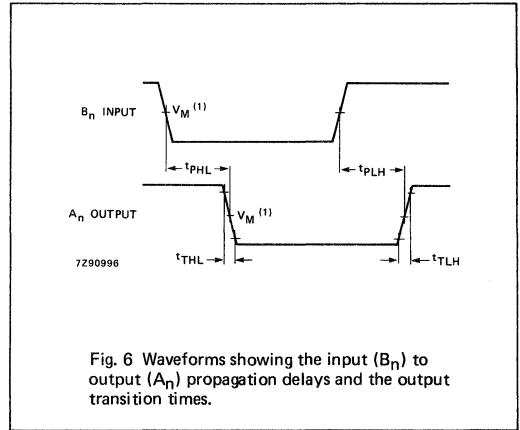 Bn INPUT
VM (1)
tPHL
tPLH
An OUTPUT
VM (1)
7Z90996
tTHL
tTLH
Fig. 6 Waveforms showing the input (Bn) to
output (An) propagation delays and the output
transition times.